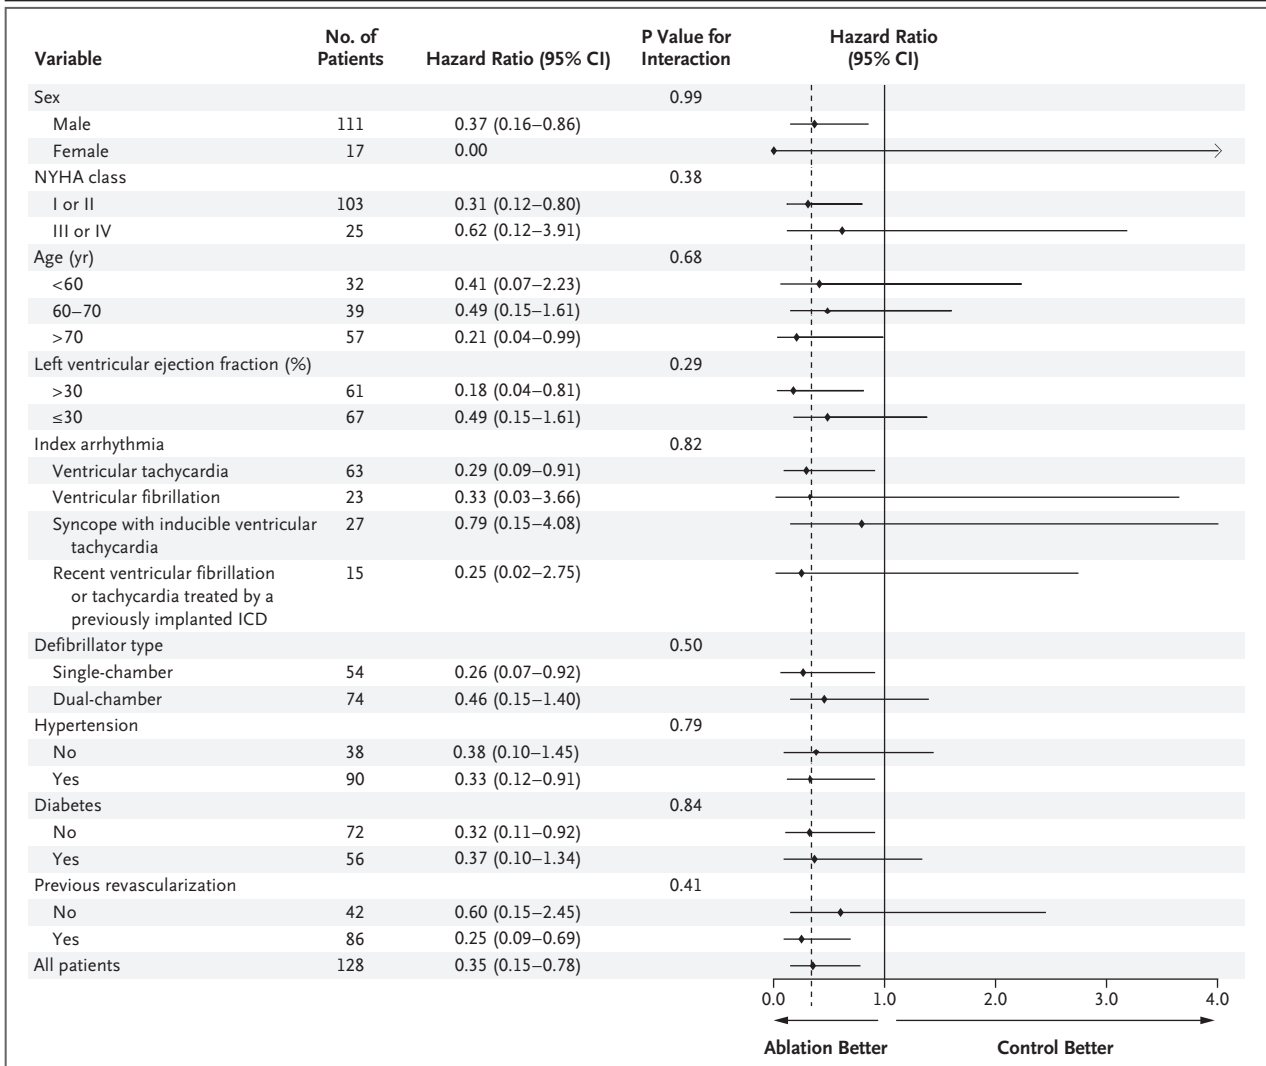 Variable No. of Patients Hazard Ratio (95% CI) P Value for Interaction Hazard Ratio (95% CI)
Sex 0.99
Male 111 0.37 (0.16–0.86)
Female 17 0.00
NYHA class 0.38
I or II 103 0.31 (0.12–0.80)
III or IV 25 0.62 (0.12–3.91)
Age (yr) 0.68
<60 32 0.41 (0.07–2.23)
60–70 39 0.49 (0.15–1.61)
>70 57 0.21 (0.04–0.99)
Left ventricular ejection fraction (%) 0.29
>30 61 0.18 (0.04–0.81)
≤30 67 0.49 (0.15–1.61)
Index arrhythmia 0.82
Ventricular tachycardia 63 0.29 (0.09–0.91)
Ventricular fibrillation 23 0.33 (0.03–3.66)
Syncope with inducible ventricular 27 0.79 (0.15–4.08)
tachycardia
Recent ventricular fibrillation 15 0.25 (0.02–2.75)
or tachycardia treated by a
previously implanted ICD
Defibrillator type 0.50
Single-chamber 54 0.26 (0.07–0.92)
Dual-chamber 74 0.46 (0.15–1.40)
Hypertension 0.79
No 38 0.38 (0.10–1.45)
Yes 90 0.33 (0.12–0.91)
Diabetes 0.84
No 72 0.32 (0.11–0.92)
Yes 56 0.37 (0.10–1.34)
Previous revascularization 0.41
No 42 0.60 (0.15–2.45)
Yes 86 0.25 (0.09–0.69)
All patients 128 0.35 (0.15–0.78)
0.0 1.0 2.0 3.0 4.0
Ablation Better Control Better